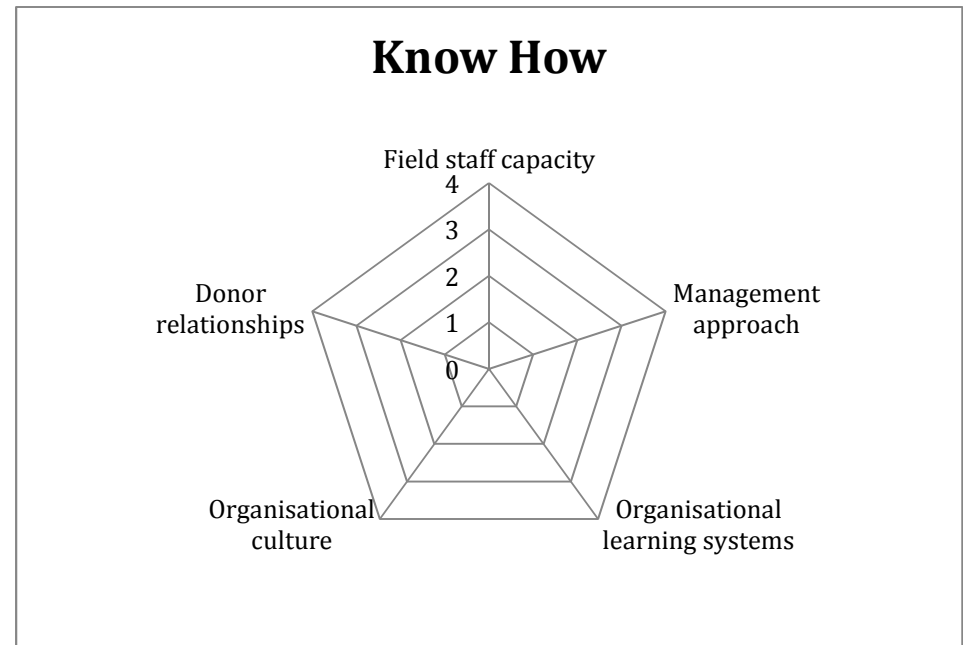 Know How
Field staff capacity
4
3
2
1
0
Management
approach
Organisational
learning systems
Organisational
culture
Donor
relationships